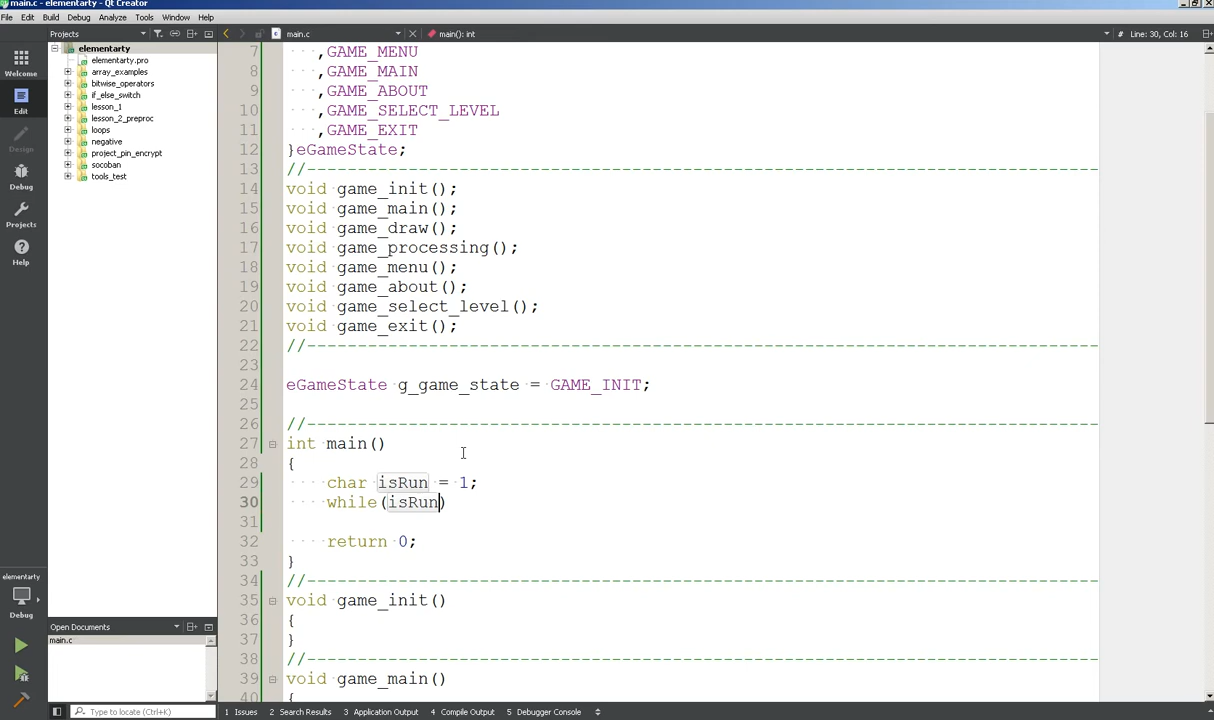 main.c - elementarty - Qt Creator
File Edit Build Debug Analyze Tools Window Help
Projects main.c main(): int # Line: 30, Col: 16
Welcome
Edit
Design
Debug
Projects
Help
elementarty
elementarty.pro
array_examples
bitwise_operators
if_else_switch
lesson_1
lesson_2_preproc
loops
negative
project_pin_encrypt
socoban
tools_test
7 ,GAME_MENU
8 ,GAME_MAIN
9 ,GAME_ABOUT
10 ,GAME_SELECT_LEVEL
11 ,GAME_EXIT
12 }eGameState;
13 //------------------------------------------------------------------------------
14 void game_init();
15 void game_main();
16 void game_draw();
17 void game_processing();
18 void game_menu();
19 void game_about();
20 void game_select_level();
21 void game_exit();
22 //------------------------------------------------------------------------------
23
24 eGameState g_game_state = GAME_INIT;
25
26 //------------------------------------------------------------------------------
27 int main()
28 {
29 char isRun = 1;
30 while(isRun)
31
32 return 0;
33 }
34 //------------------------------------------------------------------------------
35 void game_init()
36 {
37 }
38 //------------------------------------------------------------------------------
39 void game_main()
40 {
elementarty
Debug
Open Documents
main.c
Type to locate (Ctrl+K) 1 Issues 2 Search Results 3 Application Output 4 Compile Output 5 Debugger Console